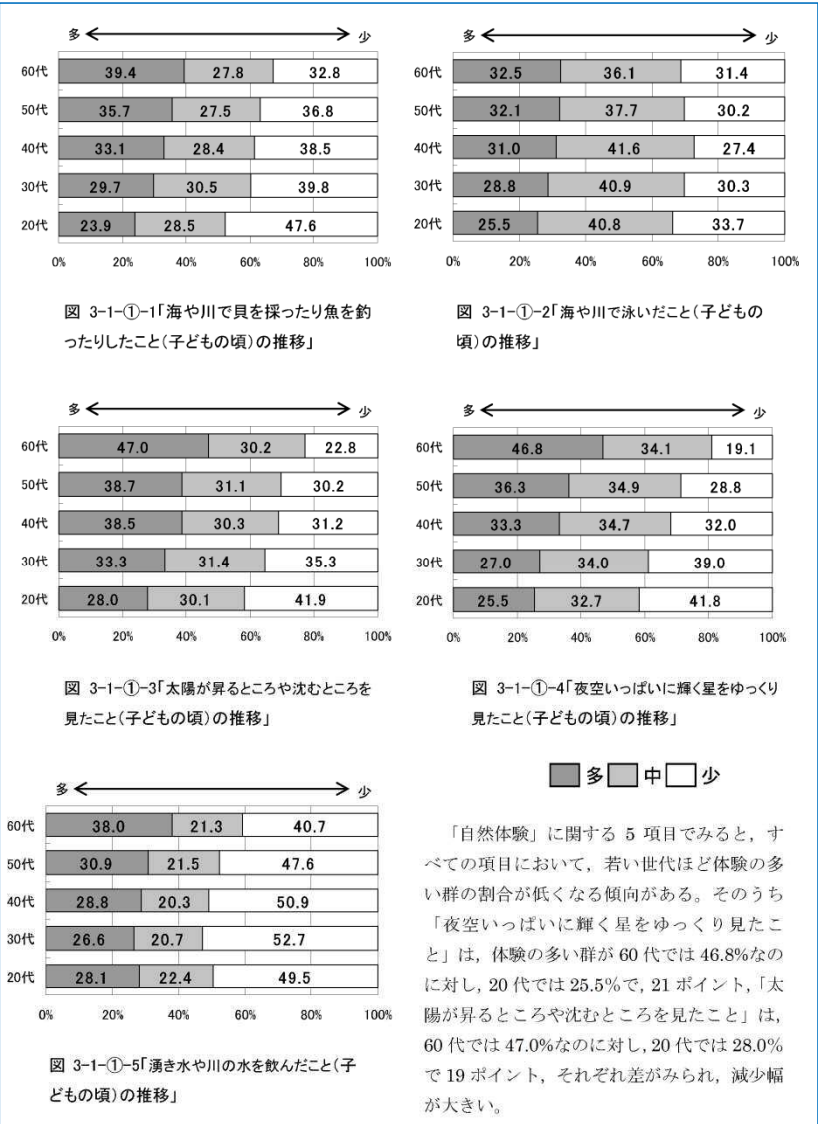 多 少
60代 39.4 27.8 32.8
50代 35.7 27.5 36.8
40代 33.1 28.4 38.5
30代 29.7 30.5 39.8
20代 23.9 28.5 47.6
0% 20% 40% 60% 80% 100%
図 3-1-①-1「海や川で貝を採ったり魚を釣
ったりしたこと(子どもの頃)の推移」
多 少
60代 32.5 36.1 31.4
50代 32.1 37.7 30.2
40代 31.0 41.6 27.4
30代 28.8 40.9 30.3
20代 25.5 40.8 33.7
0% 20% 40% 60% 80% 100%
図 3-1-①-2「海や川で泳いだこと(子どもの
頃)の推移」
多 少
60代 47.0 30.2 22.8
50代 38.7 31.1 30.2
40代 38.5 30.3 31.2
30代 33.3 31.4 35.3
20代 28.0 30.1 41.9
0% 20% 40% 60% 80% 100%
図 3-1-①-3「太陽が昇るところや沈むところを
見たこと(子どもの頃)の推移」
多 少
60代 46.8 34.1 19.1
50代 36.3 34.9 28.8
40代 33.3 34.7 32.0
30代 27.0 34.0 39.0
20代 25.5 32.7 41.8
0% 20% 40% 60% 80% 100%
図 3-1-①-4「夜空いっぱいに輝く星をゆっくり
見たこと(子どもの頃)の推移」
多 少
60代 38.0 21.3 40.7
50代 30.9 21.5 47.6
40代 28.8 20.3 50.9
30代 26.6 20.7 52.7
20代 28.1 22.4 49.5
0% 20% 40% 60% 80% 100%
図 3-1-①-5「湧き水や川の水を飲んだこと(子
どもの頃)の推移」
多 中 少
「自然体験」に関する 5 項目でみると，す
べての項目において，若い世代ほど体験の多
い群の割合が低くなる傾向がある。そのうち
「夜空いっぱいに輝く星をゆっくり見たこ
と」は，体験の多い群が 60 代では 46.8%なの
に対し，20 代では 25.5%で，21 ポイント，「太
陽が昇るところや沈むところを見たこと」は，
60 代では 47.0%なのに対し，20 代では 28.0%
で 19 ポイント，それぞれ差がみられ，減少幅
が大きい。